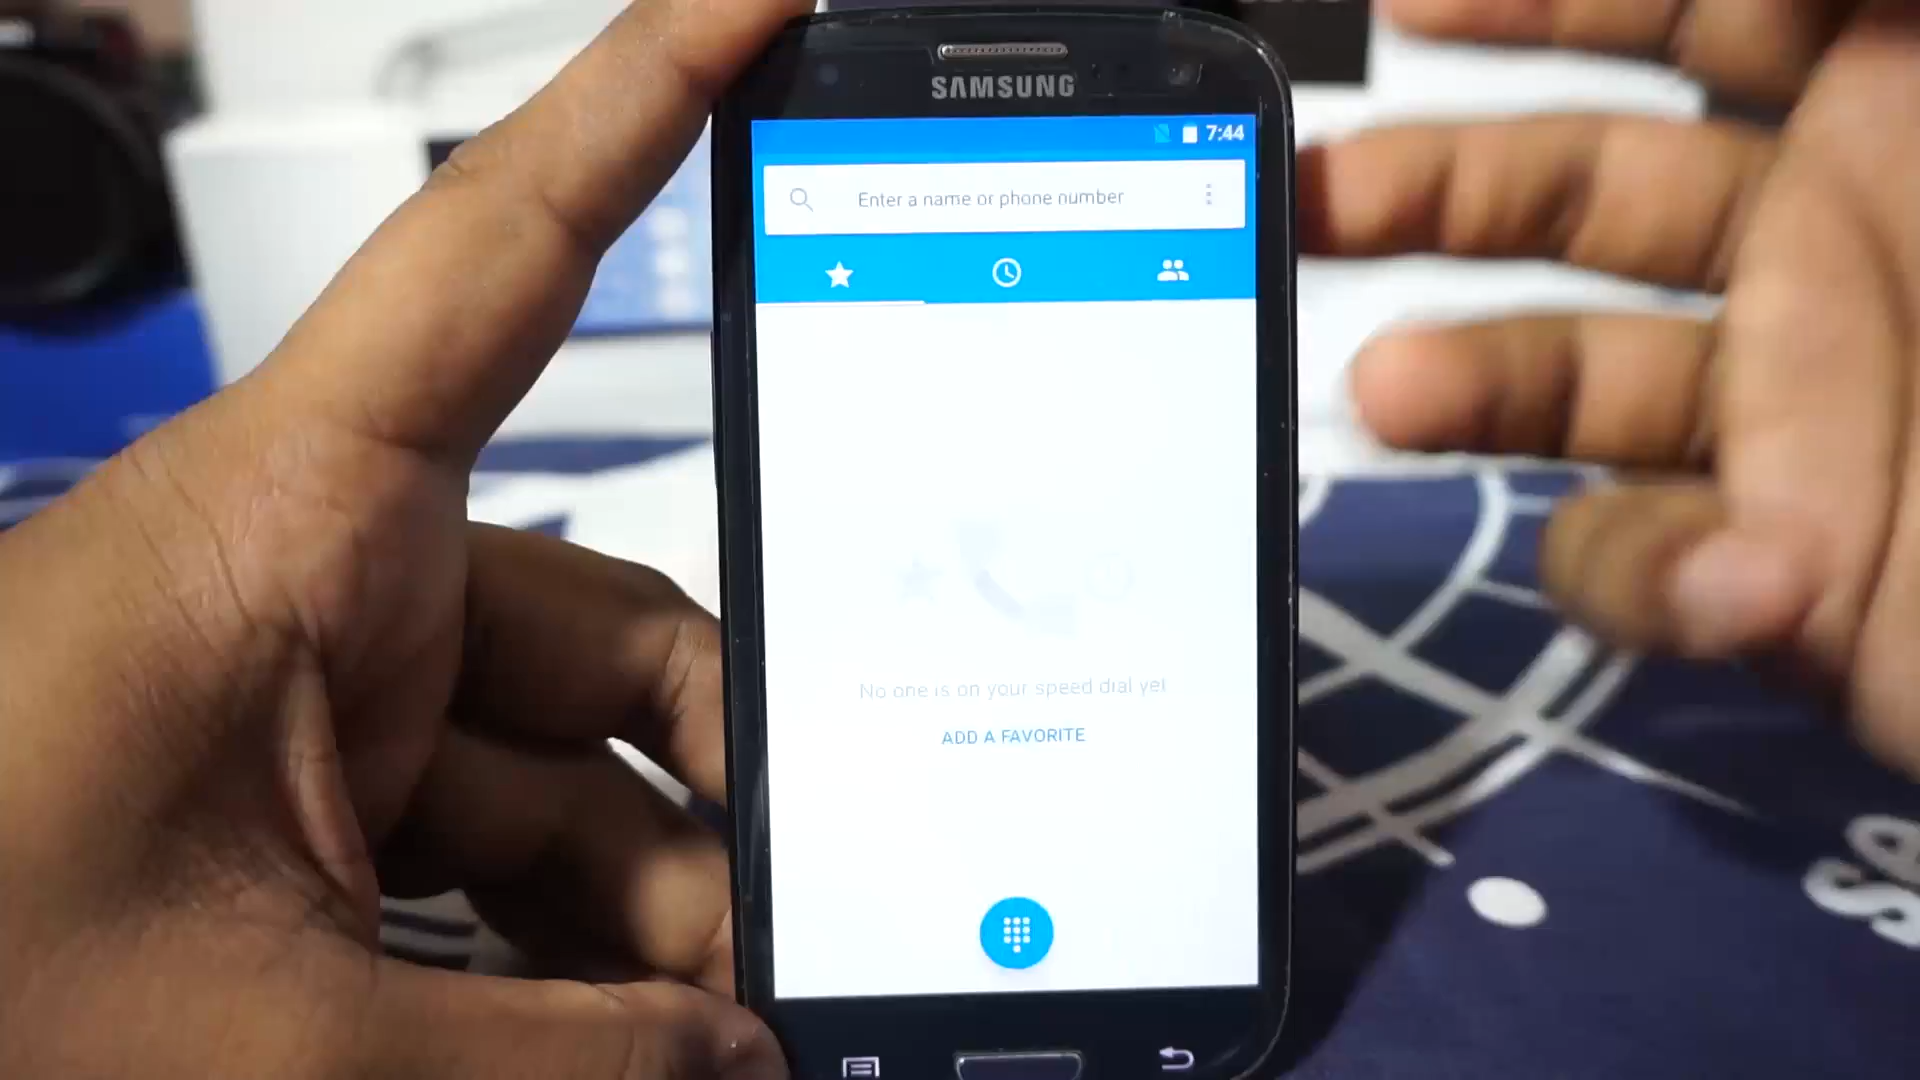 SAMSUNG
7:44
Enter a name or phone number
No one is on your speed dial yet
ADD A FAVORITE